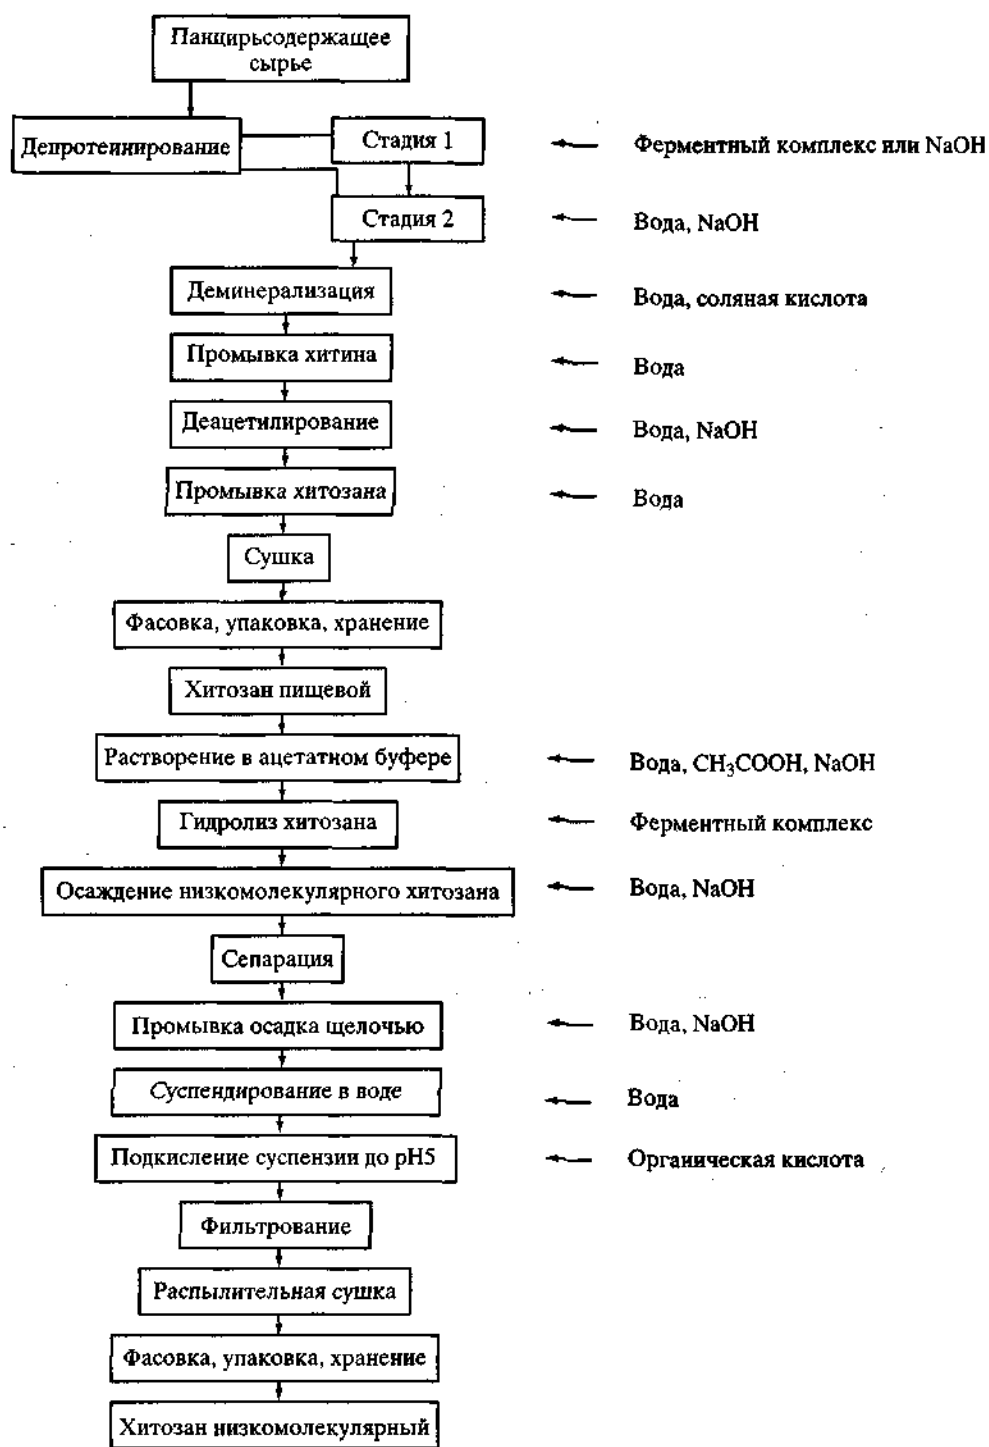 Панцирьсодержащее
сырье
Депротеинирование
Стадия 1
Ферментный комплекс или NaOH
Стадия 2
Вода, NaOH
Деминерализация
Вода, соляная кислота
Промывка хитина
Вода
Деацетилирование
Вода, NaOH
Промывка хитозана
Вода
Сушка
Фасовка, упаковка, хранение
Хитозан пищевой
Растворение в ацетатном буфере
Вода, CH₃COOH, NaOH
Гидролиз хитозана
Ферментный комплекс
Осаждение низкомолекулярного хитозана
Вода, NaOH
Сепарация
Промывка осадка щелочью
Вода, NaOH
Суспендирование в воде
Вода
Подкисление суспензии до pH5
Органическая кислота
Фильтрование
Распылительная сушка
Фасовка, упаковка, хранение
Хитозан низкомолекулярный